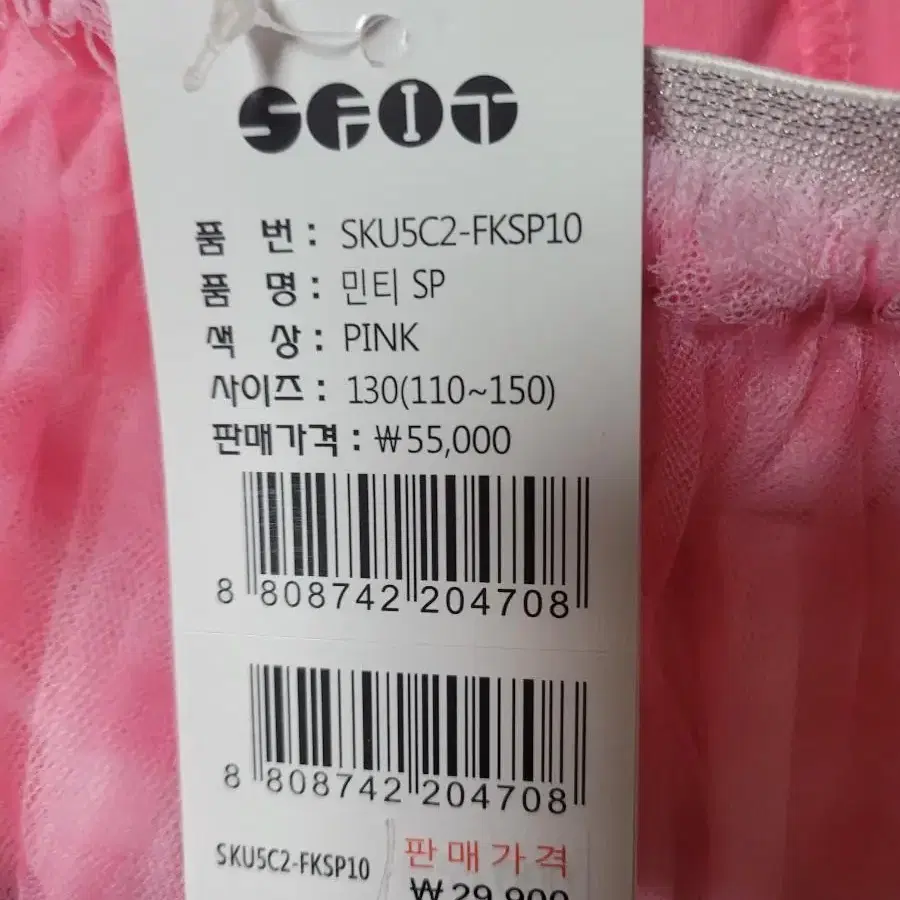 SFIT
품 번 : SKU5C2-FKSP10
품 명 : 민티 SP
색 상 : PINK
사이즈 : 130(110~150)
판매가격 : ₩55,000
8 808742 204708
8 808742 204708
SKU5C2-FKSP10
판매가격
₩29,900